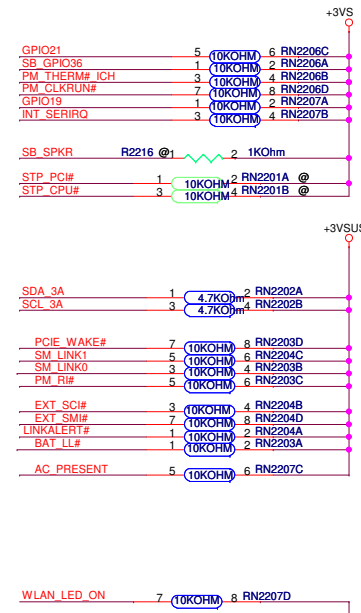 +3VS
GPIO21 5 10KOHM 6 RN2206C
SB_GPIO36 1 10KOHM 2 RN2206A
PM_THERM#_ICH 3 10KOHM 4 RN2206B
PM_CLKRUN# 7 10KOHM 8 RN2206D
GPIO19 1 10KOHM 2 RN2207A
INT_SERIRQ 3 10KOHM 4 RN2207B
SB_SPKR R2216 @ 1 2 1KOhm
STP_PCI# 1 10KOHM 2 RN2201A @
STP_CPU# 3 10KOHM 4 RN2201B @
+3VSUS
SDA_3A 1 4.7KOhm 2 RN2202A
SCL_3A 3 4.7KOhm 4 RN2202B
PCIE_WAKE# 7 10KOHM 8 RN2203D
SM_LINK1 5 10KOHM 6 RN2204C
SM_LINK0 3 10KOHM 4 RN2203B
PM_RI# 5 10KOHM 6 RN2203C
EXT_SCI# 3 10KOHM 4 RN2204B
EXT_SMI# 7 10KOHM 8 RN2204D
LINKALERT# 1 10KOHM 2 RN2204A
BAT_LL# 1 10KOHM 2 RN2203A
AC_PRESENT 5 10KOHM 6 RN2207C
WLAN_LED_ON 7 10KOHM 8 RN2207D